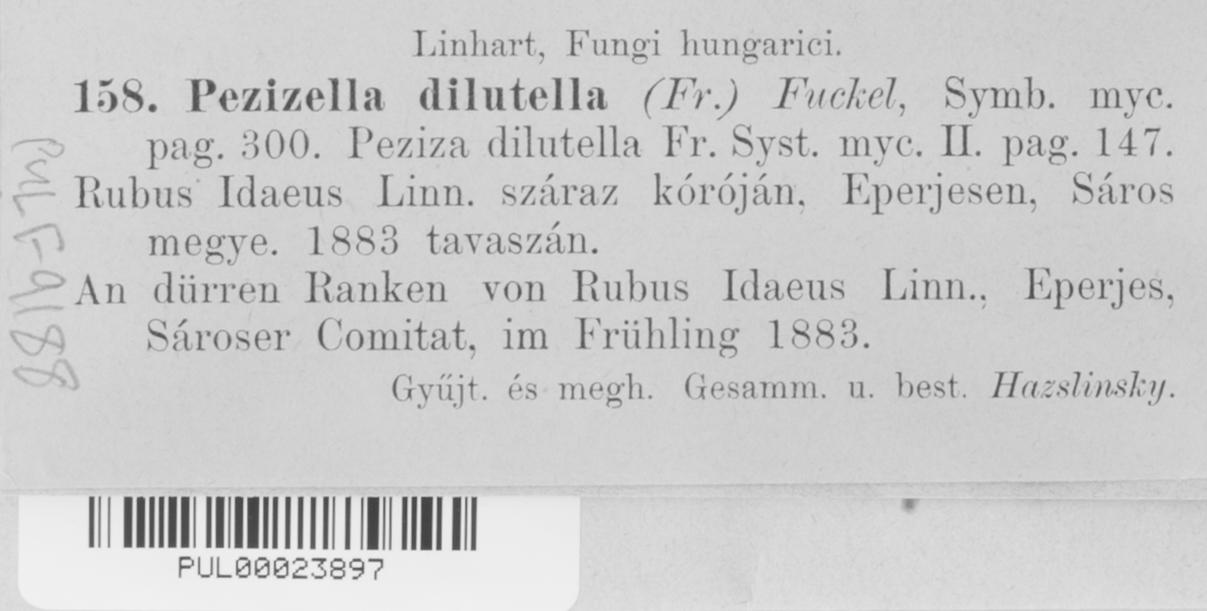 Linhart, Fungi hungarici.
158. Pezizella dilutella (Fr.) Fuckel, Symb. myc.
pag. 300. Peziza dilutella Fr. Syst. myc. II. pag. 147.
Rubus Idaeus Linn. száraz kóróján, Eperjesen, Sáros
megye. 1883 tavaszán.
An dürren Ranken von Rubus Idaeus Linn., Eperjes,
Sároser Comitat, im Frühling 1883.
Gyűjt. és megh. Gesamm. u. best. Hazslinsky.
PUL F-9188
PUL00023897